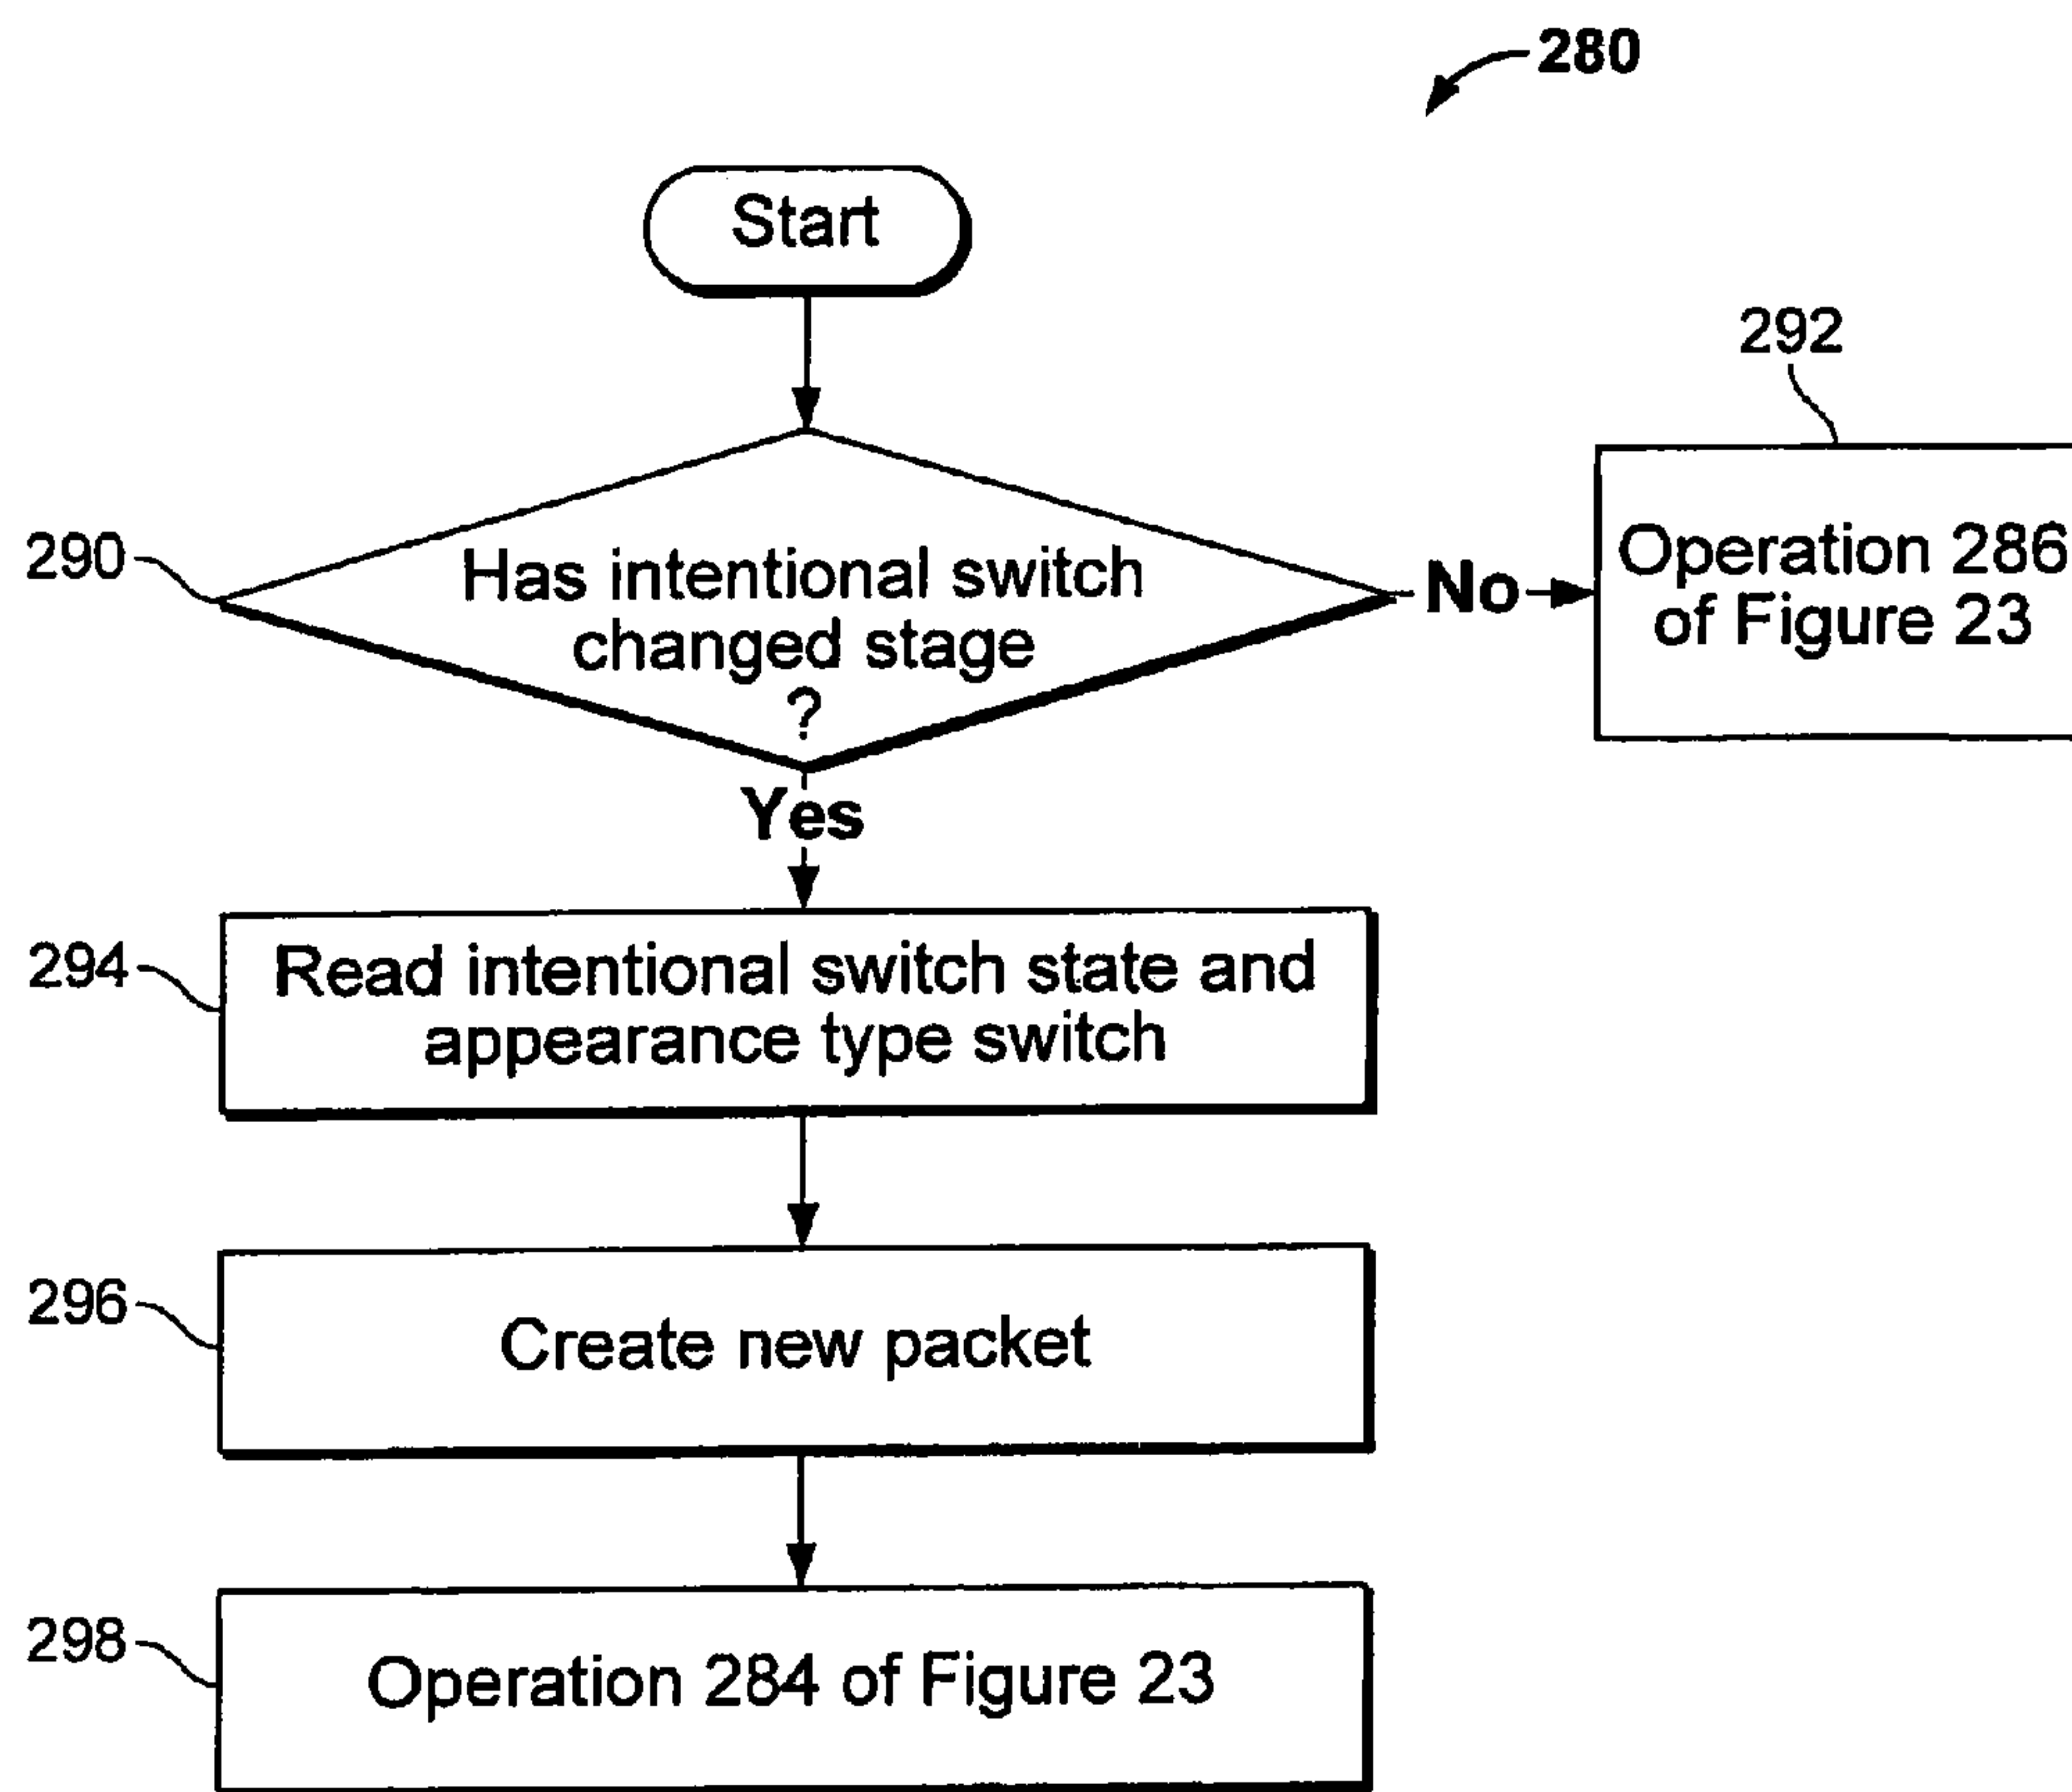 280
Start
292
290
Has intentional switch
changed stage
?
No
Operation 286
of Figure 23
Yes
294
Read intentional switch state and
appearance type switch
296
Create new packet
298
Operation 284 of Figure 23